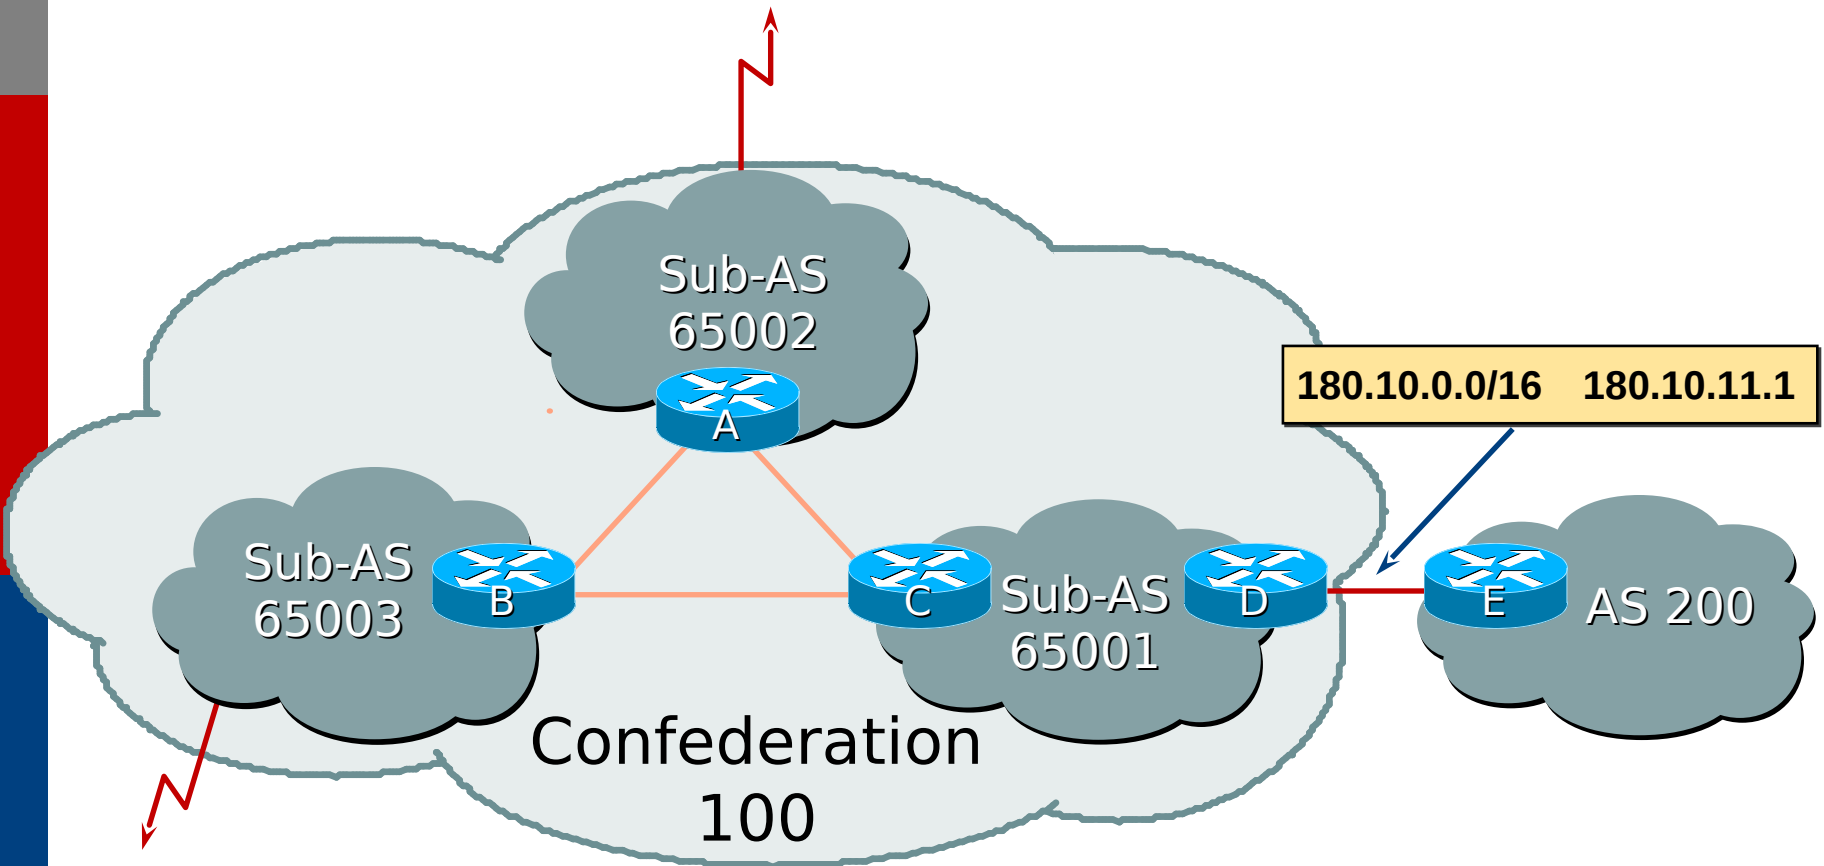 Sub-AS
65002
A
180.10.0.0/16 180.10.11.1
Sub-AS
65003
B
C
Sub-AS
65001
D
E
AS 200
Confederation
100